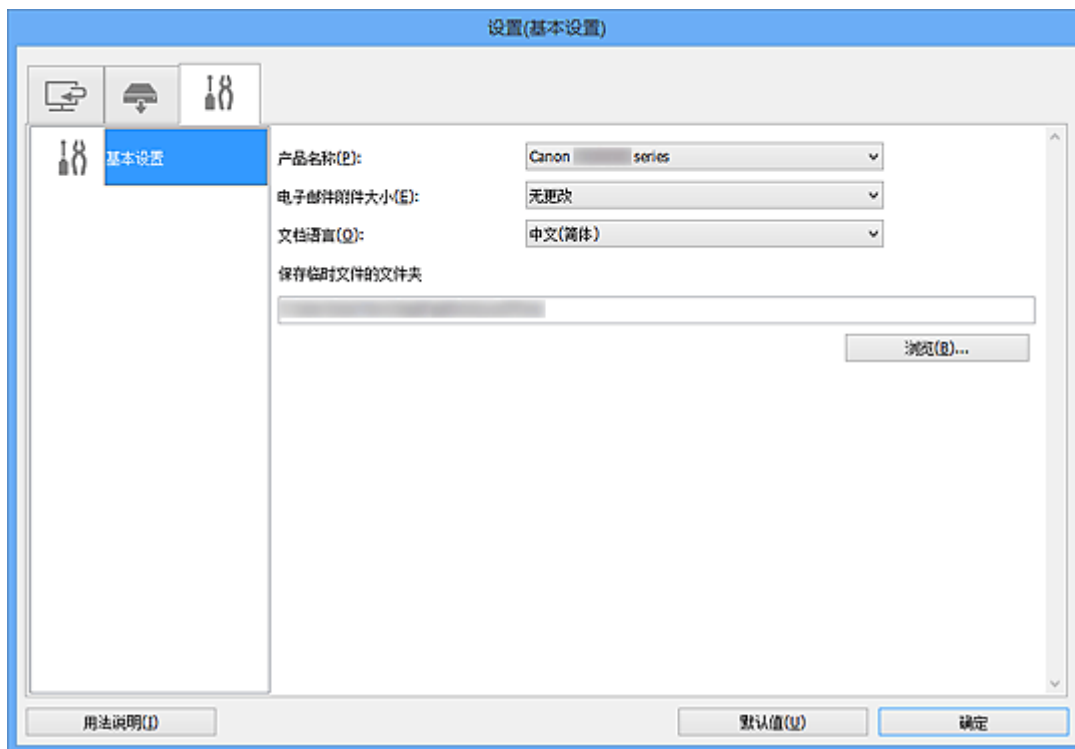 设置(基本设置)
基本设置
产品名称(P):
Canon series
电子邮件附件大小(E):
无更改
文档语言(O):
中文(简体)
保存临时文件的文件夹
浏览(B)...
用法说明(I)
默认值(U)
确定